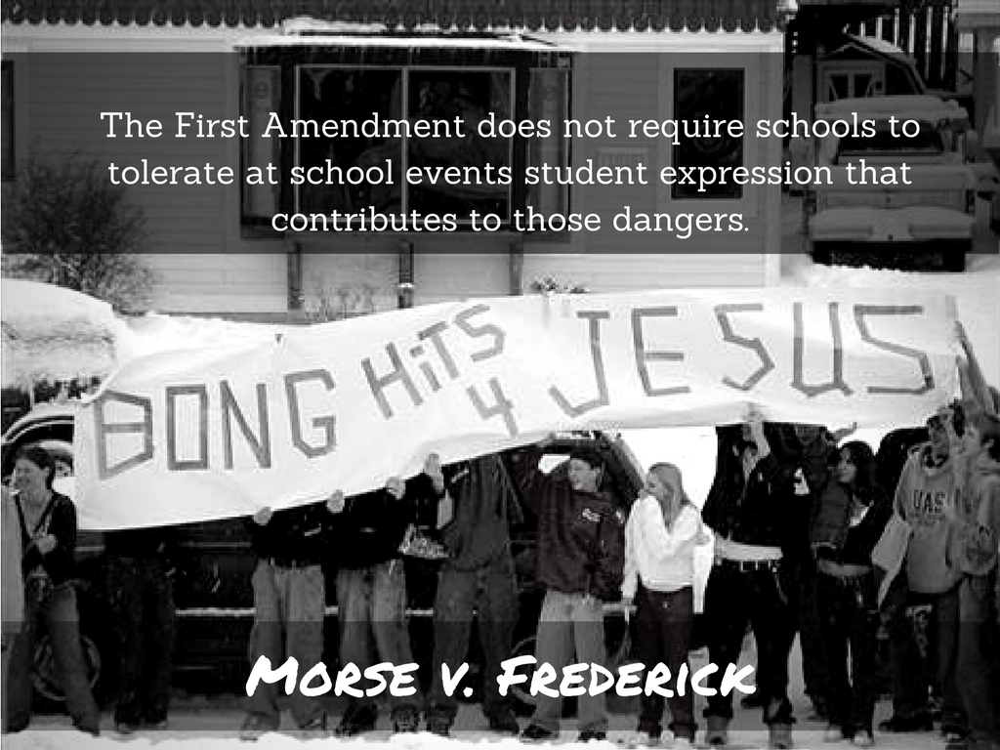 The First Amendment does not require schools to
tolerate at school events student expression that
contributes to those dangers.
BONG HiTS 4 JESUS
UAS
Morse v. Frederick